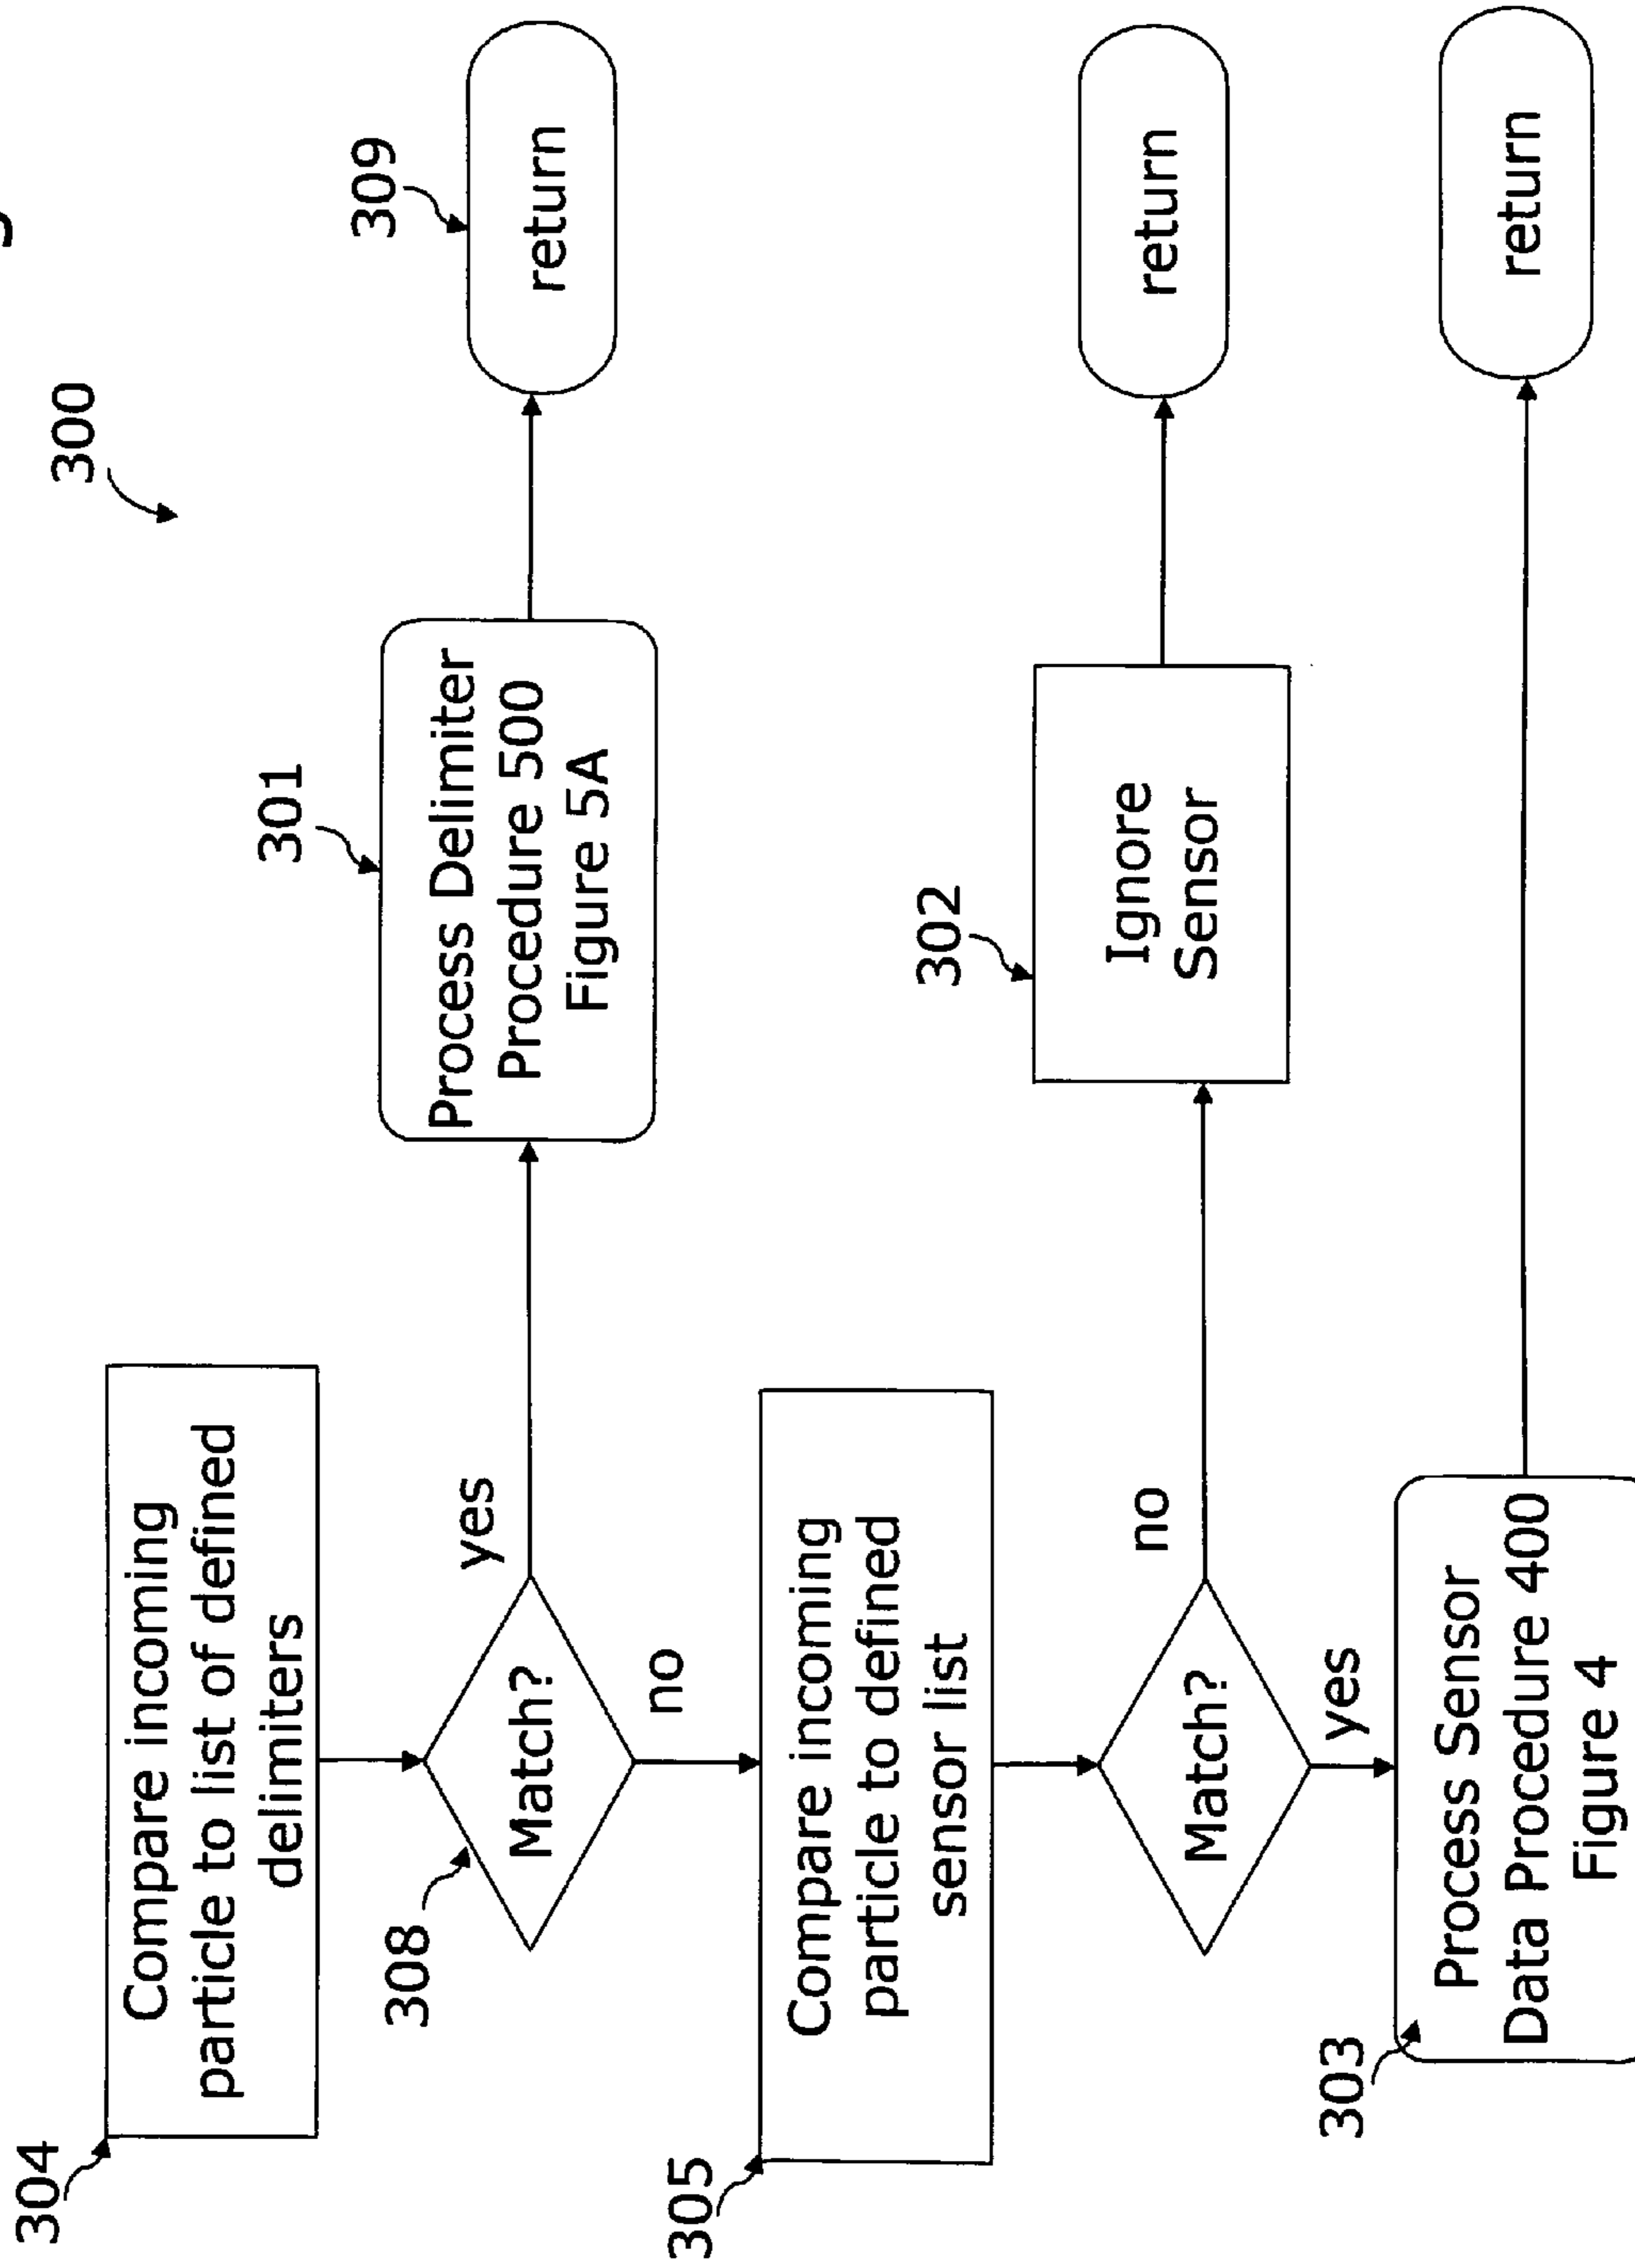 300
304
Compare incoming
particle to list of defined
delimiters
308
Match?
yes
301
Process Delimiter
Procedure 500
Figure 5A
309
return
no
305
Compare incoming
particle to defined
sensor list
Match?
no
302
Ignore
Sensor
return
yes
303
Process Sensor
Data Procedure 400
Figure 4
return